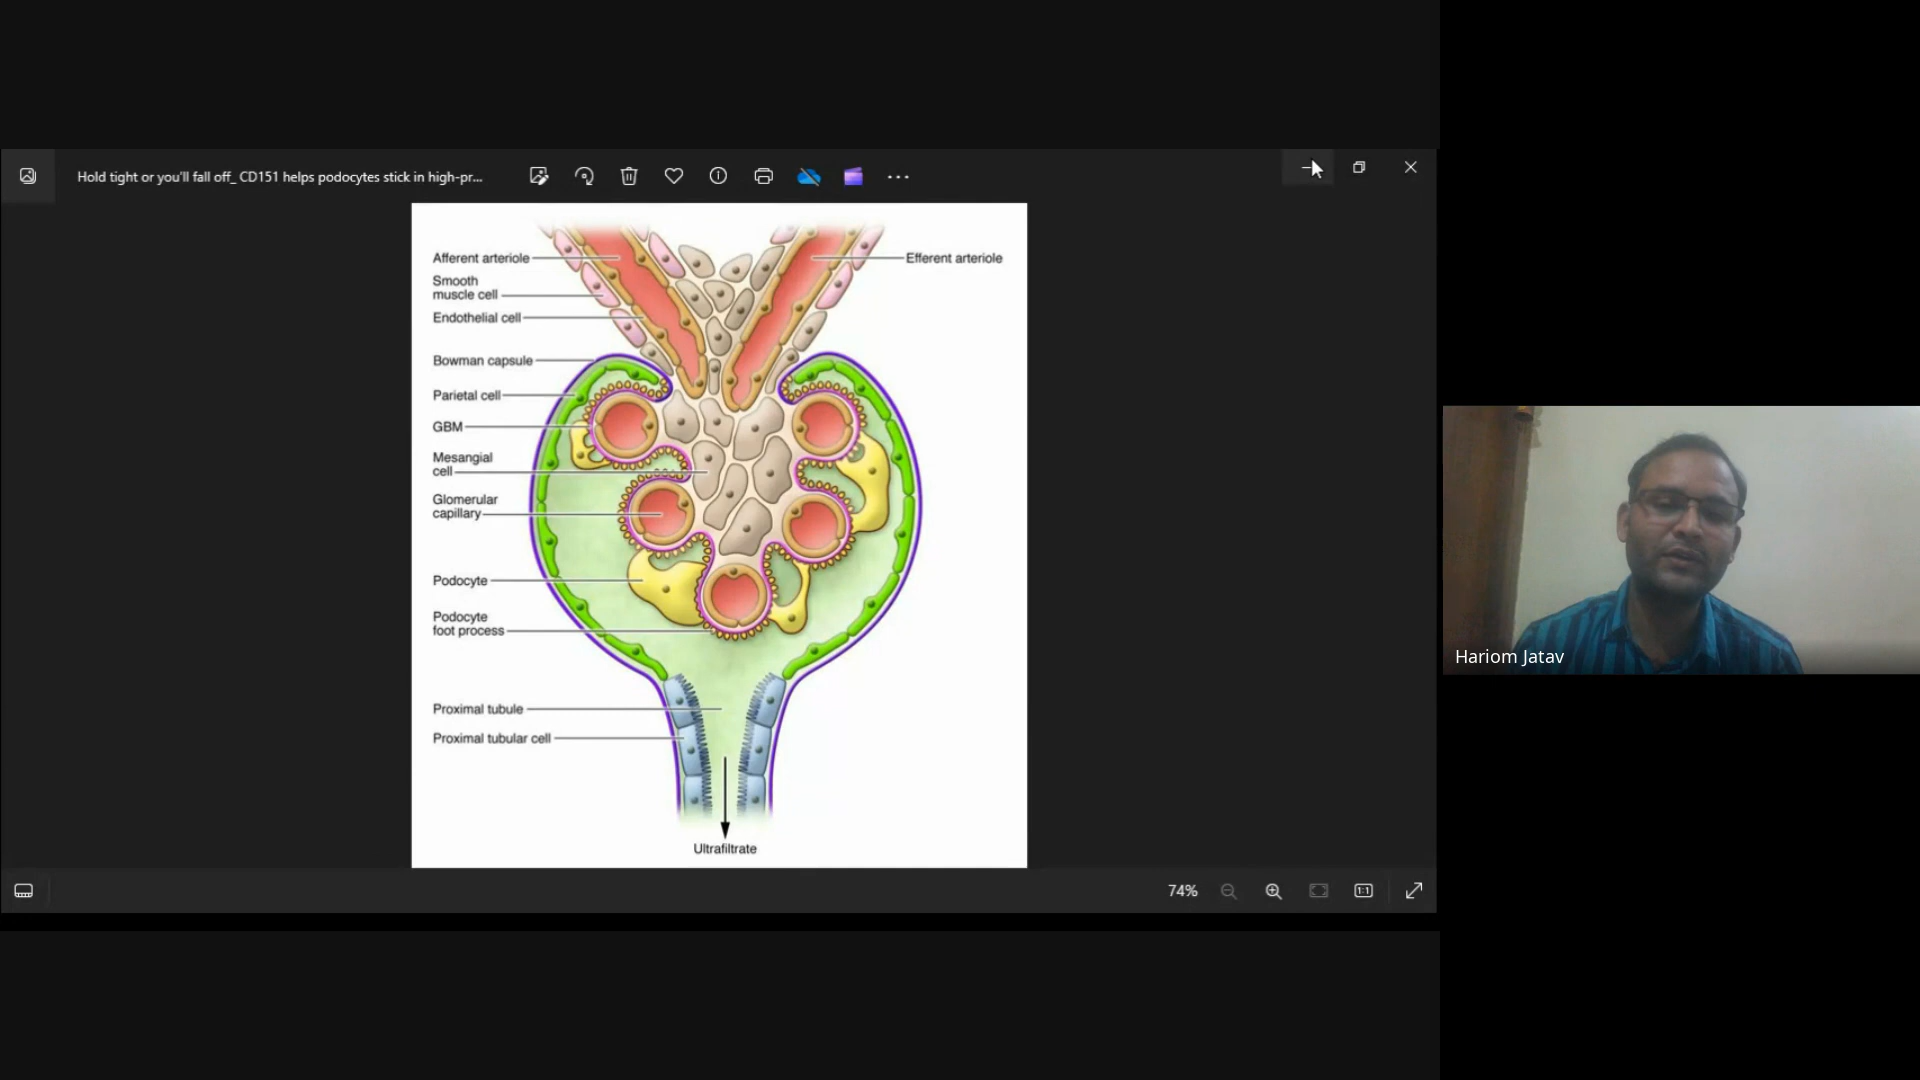 Hold tight or you'll fall off_ CD151 helps podocytes stick in high-pr...
Afferent arteriole
Efferent arteriole
Smooth
muscle cell
Endothelial cell
Bowman capsule
Parietal cell
GBM
Mesangial
cell
Glomerular
capillary
Podocyte
Podocyte
foot process
Proximal tubule
Proximal tubular cell
Ultrafiltrate
74%
1:1
Hariom Jatav